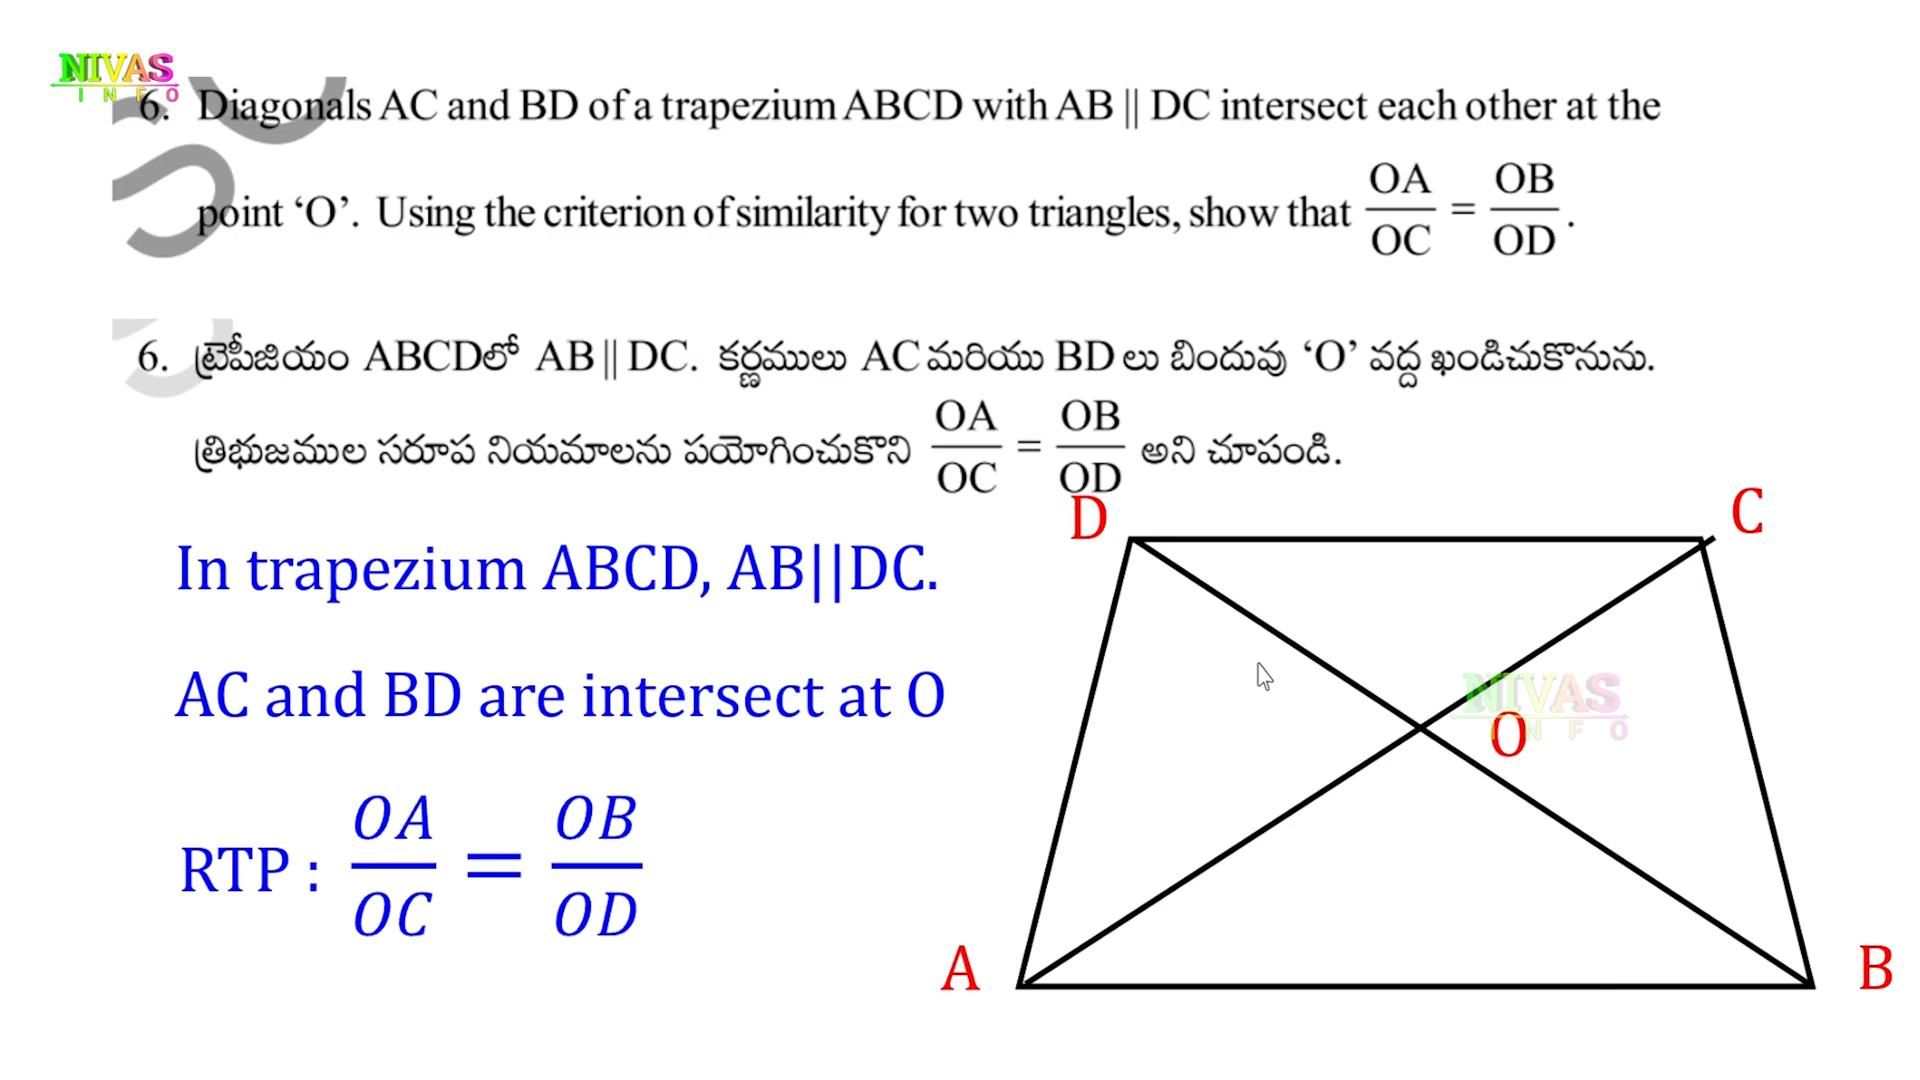 NIVAS
INFO
6. Diagonals AC and BD of a trapezium ABCD with AB || DC intersect each other at the
point ‘O’. Using the criterion of similarity for two triangles, show that OA/OC = OB/OD.
6. ట్రెపీజియం ABCDలో AB || DC. కర్ణములు AC మరియు BD లు బిందువు ‘O’ వద్ద ఖండించుకొనును.
త్రిభుజముల సరూప నియమాలను పయోగించుకొని OA/OC = OB/OD అని చూపండి.
In trapezium ABCD, AB||DC.
AC and BD are intersect at O
RTP : OA/OC = OB/OD
D
C
NIVAS
INFO
O
A
B